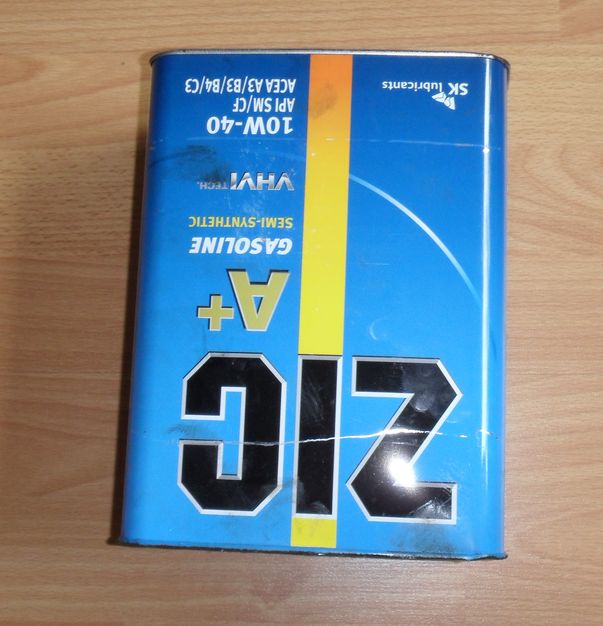 ZIC
A+
GASOLINE
SEMI-SYNTHETIC
VHVI TECH.
10W-40
API SM/CF
ACEA A3/B3/B4/C3
SK lubricants